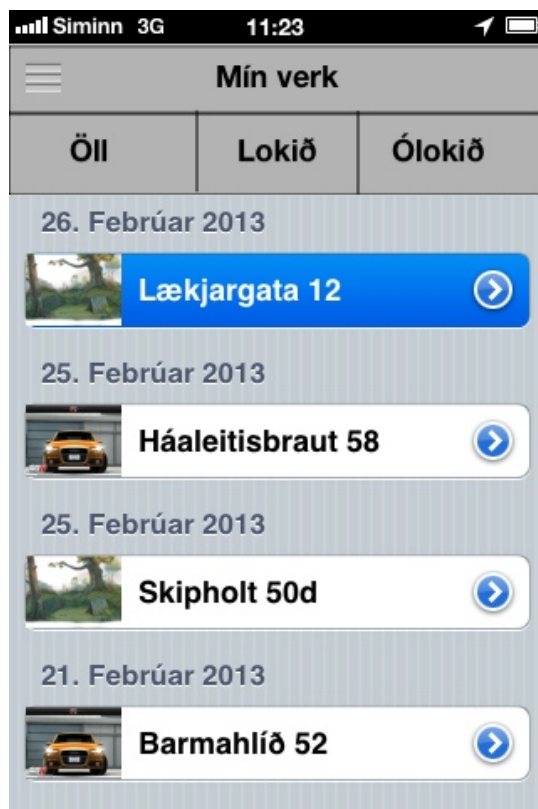 Siminn 3G 11:23
Mín verk
Öll Lokið Ólokið
26. Febrúar 2013
Lækjargata 12
25. Febrúar 2013
Háaleitisbraut 58
25. Febrúar 2013
Skipholt 50d
21. Febrúar 2013
Barmahlíð 52